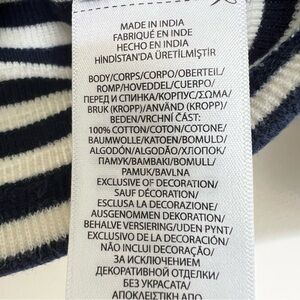 MADE IN INDIA
FABRIQUÉ EN INDE
HECHO EN INDIA
HİNDİSTAN'DA ÜRETİLMİŞTİR
BODY/CORPS/CORPO/OBERTEIL/
ROMP/HOVEDDEL/CUERPO/
ПЕРЕД И СПИНКА/КОРПУС/ΣΩΜΑ/
BRUK (KROPP)/ANVÄND (KROPP)/
BEDEN/VRCHNÍ ČÁST:
100% COTTON/COTON/COTONE/
BAUMWOLLE/KATOEN/BOMULD/
ALGODÓN/ALGODÃO/ХЛОПОК/
ПАМУК/ΒΑΜΒΑΚΙ/BOMULL/
PAMUK/BAVLNA
EXCLUSIVE OF DECORATION/
SAUF DÉCORATION/
ESCLUSA LA DECORAZIONE/
AUSGENOMMEN DEKORATION/
BEHALVE VERSIERING/UDEN PYNT/
EXCLUSIVO DE LA DECORACIÓN/
NÃO INCLUI DECORAÇÃO/
ЗА ИСКЛЮЧЕНИЕМ
ДЕКОРАТИВНОЙ ОТДЕЛКИ/
БЕЗ УКРАСАТА/
ΑΠΟΚΛΕΙΣΤΙΚΗ ΑΠΟ